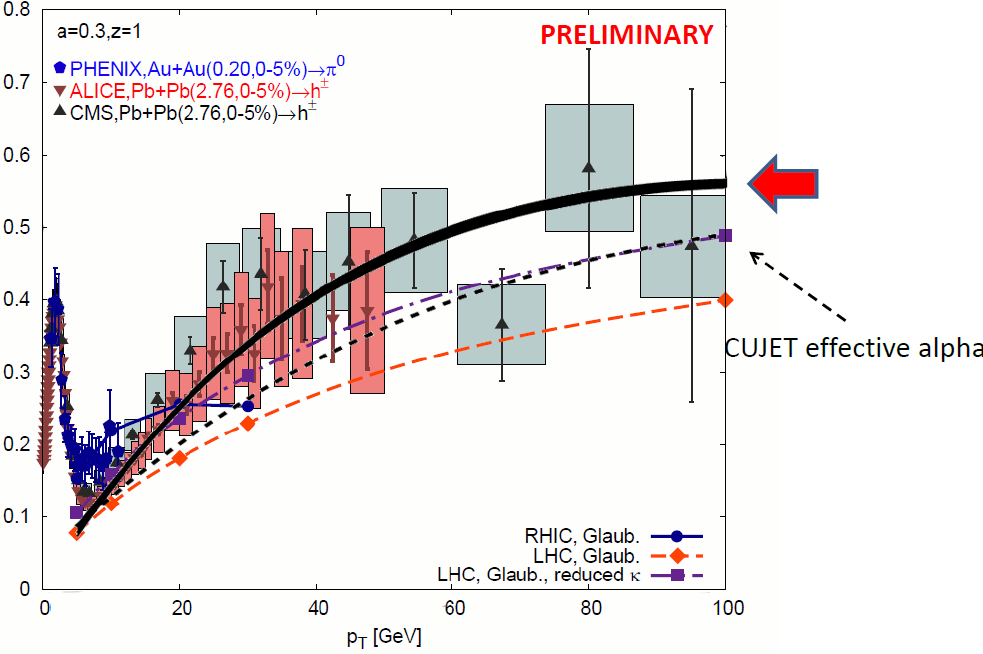 0.8
0.7
0.6
0.5
0.4
0.3
0.2
0.1
0
a=0.3,z=1
PRELIMINARY
PHENIX,Au+Au(0.20,0-5%)→π⁰
ALICE,Pb+Pb(2.76,0-5%)→h±
CMS,Pb+Pb(2.76,0-5%)→h±
CUJET effective alpha
RHIC, Glaub.
LHC, Glaub.
LHC, Glaub., reduced κ
0 20 40 60 80 100
pT [GeV]